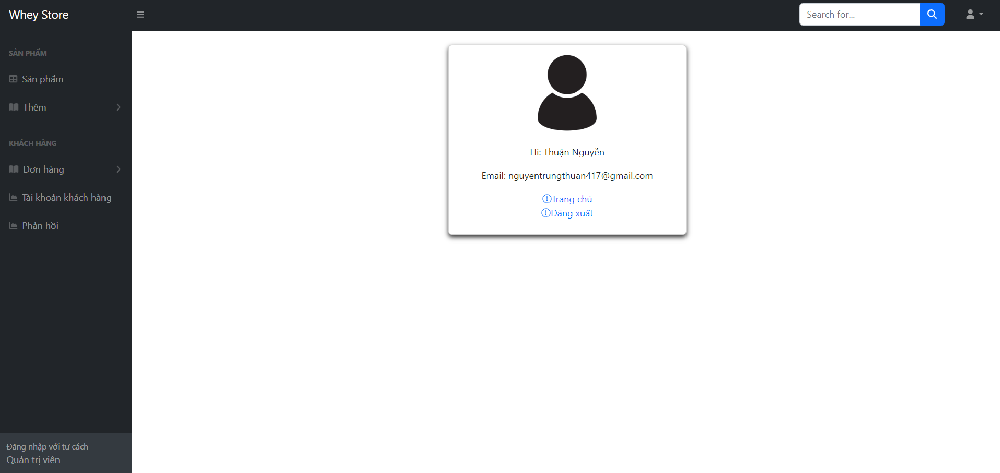 Whey Store
Search for...
SẢN PHẨM
Sản phẩm
Thêm
KHÁCH HÀNG
Đơn hàng
Tài khoản khách hàng
Phản hồi
Hi: Thuận Nguyễn
Email: nguyentrungthuan417@gmail.com
Trang chủ
Đăng xuất
Đăng nhập với tư cách
Quản trị viên